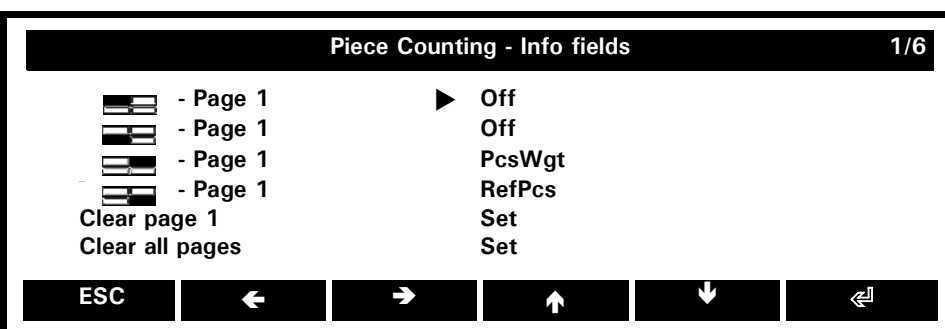 Piece Counting - Info fields 1/6
- Page 1 ▶ Off
- Page 1 Off
- Page 1 PcsWgt
- Page 1 RefPcs
Clear page 1 Set
Clear all pages Set
ESC ← → ↑ ↓ ↵